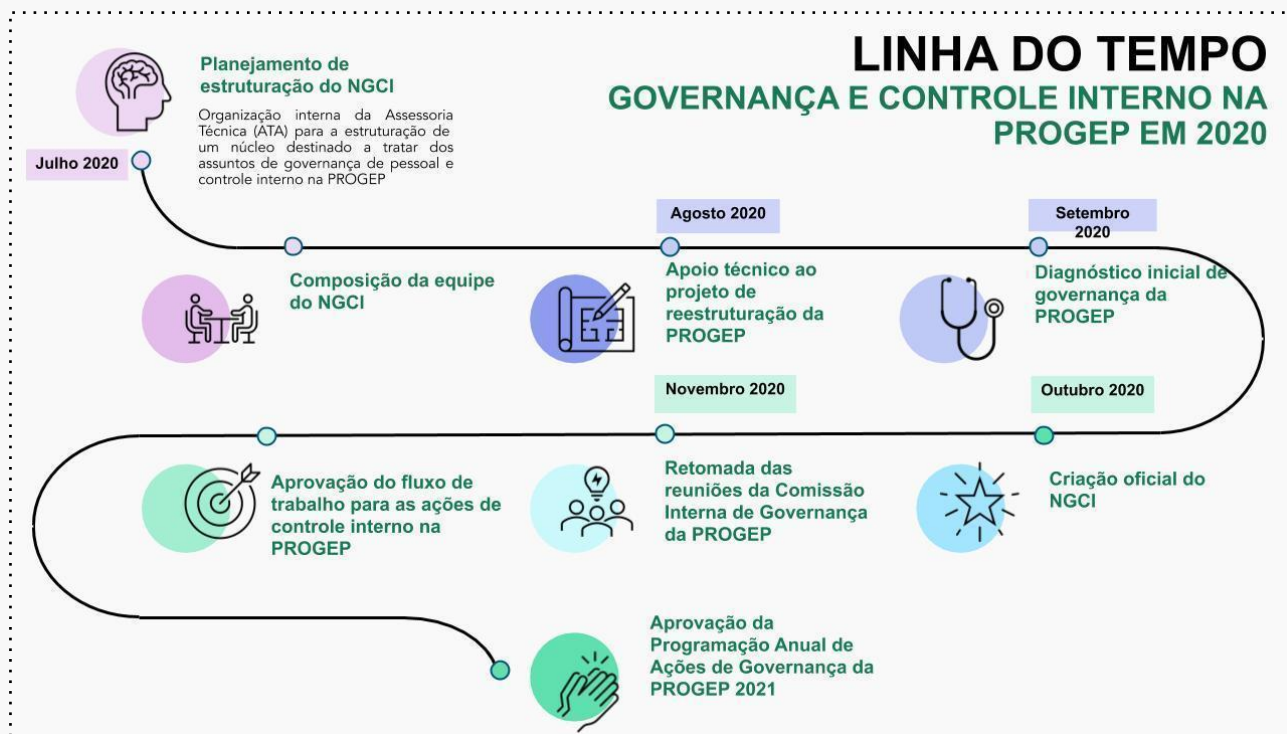 LINHA DO TEMPO
GOVERNANÇA E CONTROLE INTERNO NA
PROGEP EM 2020
Planejamento de
estruturação do NGCI
Organização interna da Assessoria
Técnica (ATA) para a estruturação de
um núcleo destinado a tratar dos
assuntos de governança de pessoal e
controle interno na PROGEP
Julho 2020
Composição da equipe
do NGCI
Agosto 2020
Apoio técnico ao
projeto de
reestruturação da
PROGEP
Setembro
2020
Diagnóstico inicial de
governança da
PROGEP
Outubro 2020
Criação oficial do
NGCI
Novembro 2020
Retomada das
reuniões da Comissão
Interna de Governança
da PROGEP
Aprovação do fluxo de
trabalho para as ações de
controle interno na
PROGEP
Aprovação da
Programação Anual de
Ações de Governança da
PROGEP 2021